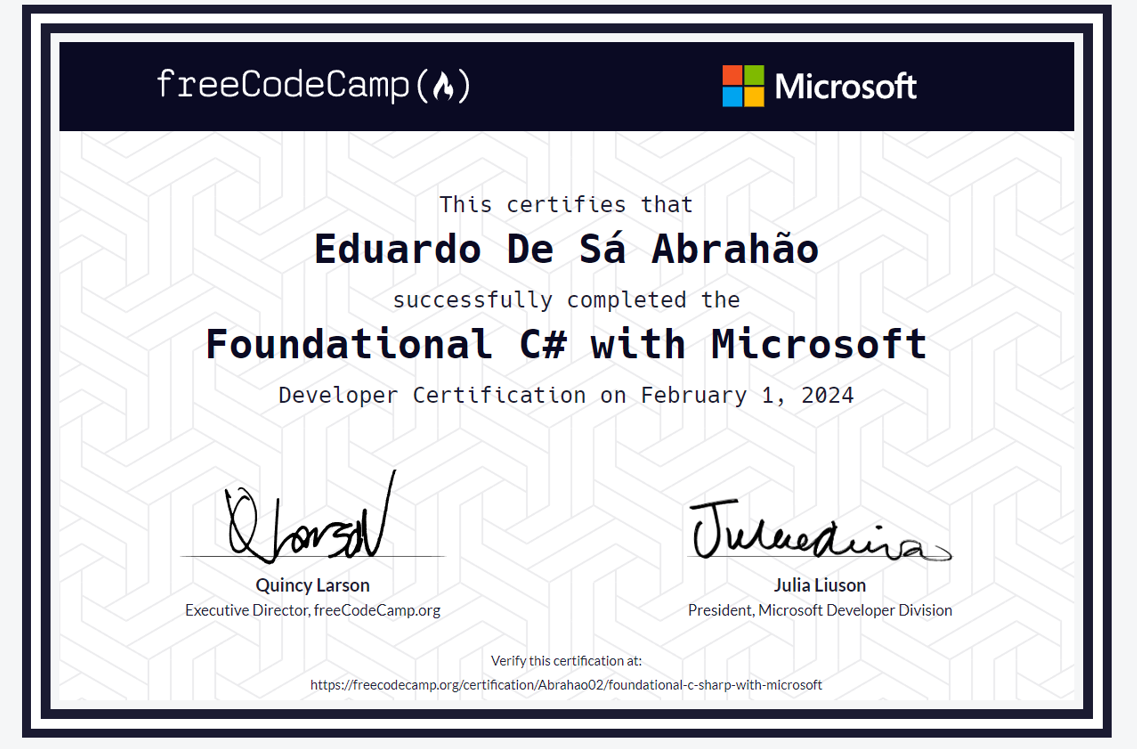 freeCodeCamp(🔥) Microsoft
This certifies that
Eduardo De Sá Abrahão
successfully completed the
Foundational C# with Microsoft
Developer Certification on February 1, 2024
QLarson
Quincy Larson
Executive Director, freeCodeCamp.org
Julia Liuson
President, Microsoft Developer Division
Verify this certification at:
https://freecodecamp.org/certification/Abrahao02/foundational-c-sharp-with-microsoft